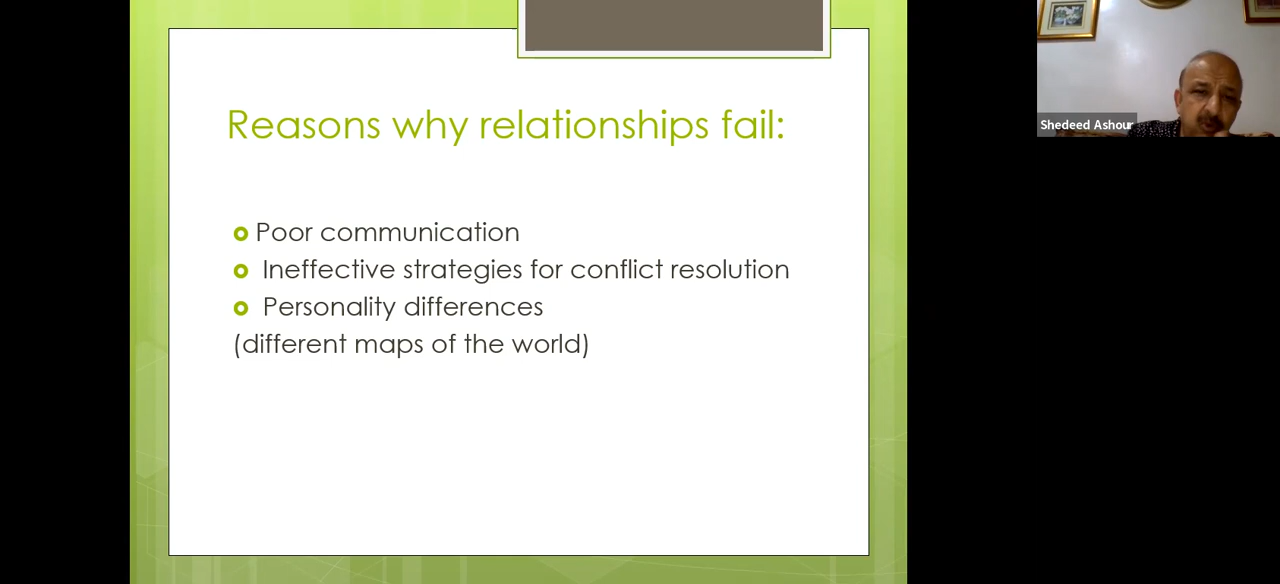 Reasons why relationships fail:
Poor communication
Ineffective strategies for conflict resolution
Personality differences
(different maps of the world)
Shedeed Ashour